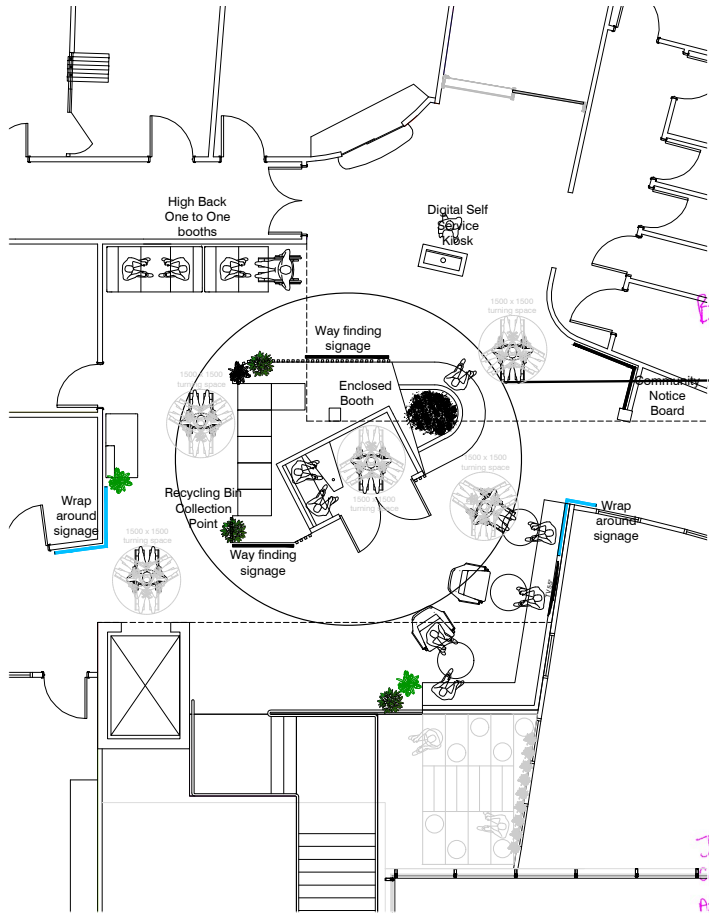 High Back
One to One
booths
Digital Self
Service
Kiosk
1500 x 1500
turning space
Way finding
signage
1500 x 1500
turning space
Enclosed
Booth
Community
Notice
Board
1500 x 1500
turning space
1500 x 1500
turning space
Recycling Bin
Collection
Point
Wrap
around
signage
Wrap
around
signage
1500 x 1500
turning space
Way finding
signage